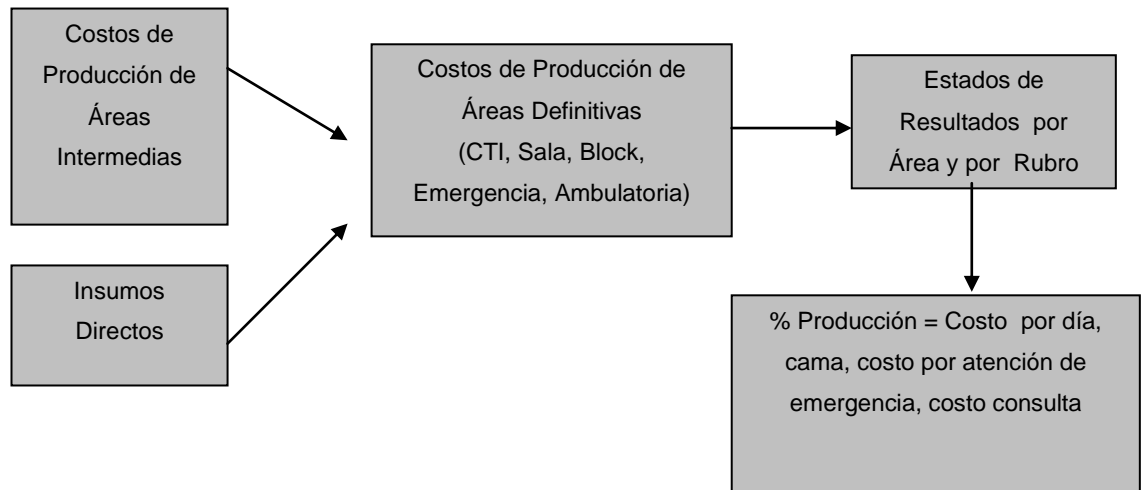 Costos de
Producción de
Áreas
Intermedias
Insumos
Directos
Costos de Producción de
Áreas Definitivas
(CTI, Sala, Block,
Emergencia, Ambulatoria)
Estados de
Resultados por
Área y por Rubro
% Producción = Costo por día,
cama, costo por atención de
emergencia, costo consulta